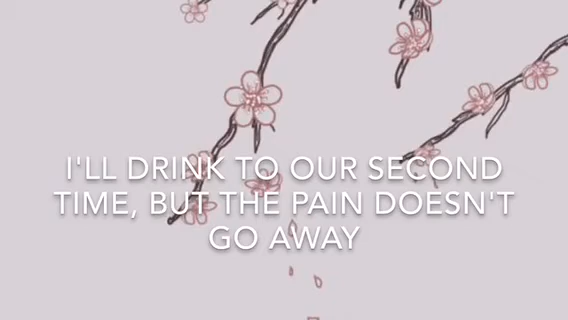 I'LL DRINK TO OUR SECOND
TIME, BUT THE PAIN DOESN'T
GO AWAY